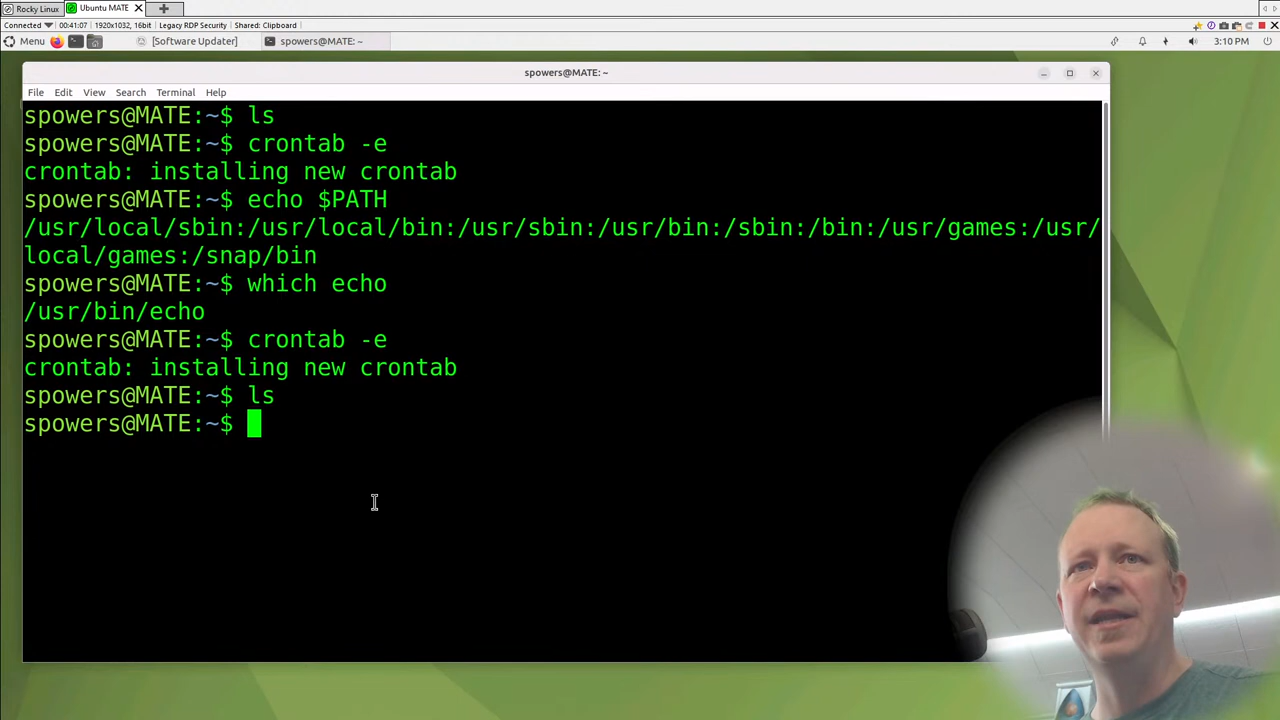 Rocky Linux
Ubuntu MATE
Connected 00:41:07 1920x1032, 16bit Legacy RDP Security Shared: Clipboard
Menu [Software Updater] spowers@MATE: ~ 3:10 PM
spowers@MATE: ~
File Edit View Search Terminal Help
spowers@MATE:~$ ls
spowers@MATE:~$ crontab -e
crontab: installing new crontab
spowers@MATE:~$ echo $PATH
/usr/local/sbin:/usr/local/bin:/usr/sbin:/usr/bin:/sbin:/bin:/usr/games:/usr/
local/games:/snap/bin
spowers@MATE:~$ which echo
/usr/bin/echo
spowers@MATE:~$ crontab -e
crontab: installing new crontab
spowers@MATE:~$ ls
spowers@MATE:~$